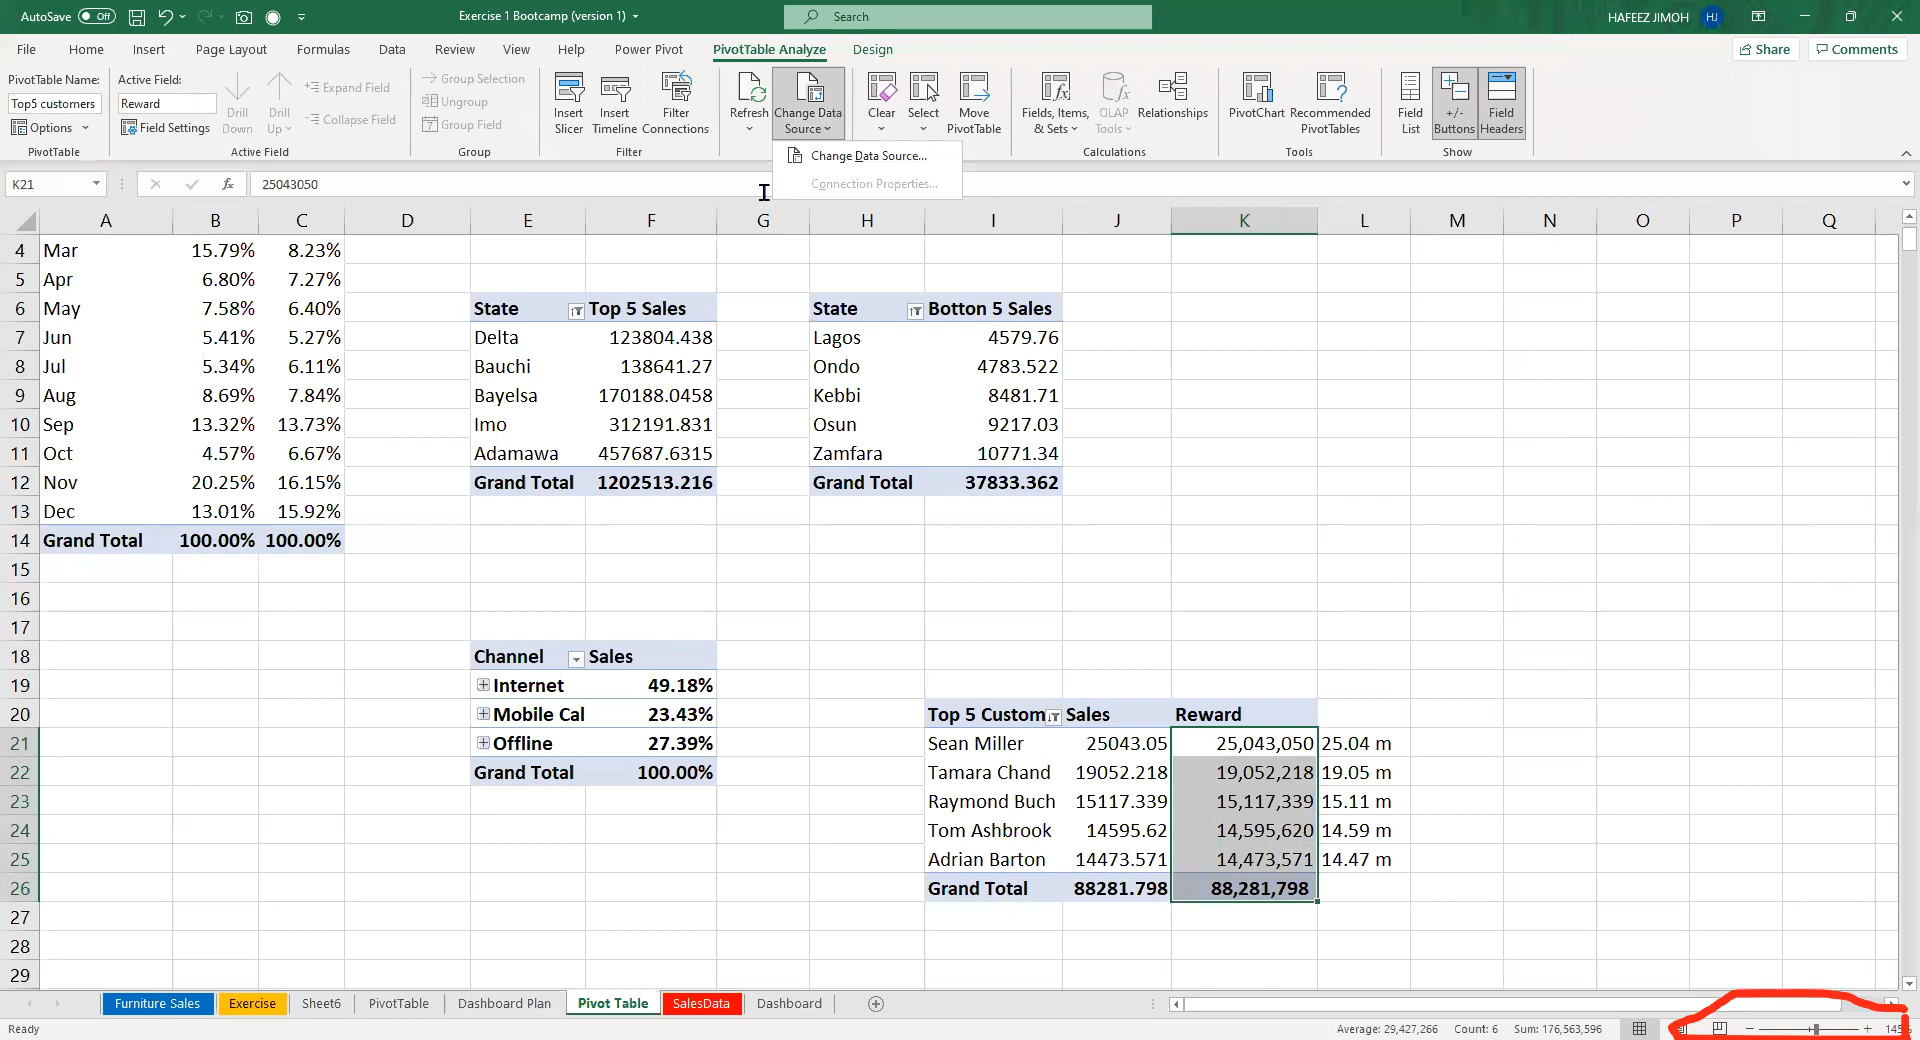 AutoSave Off Exercise 1 Bootcamp (version 1) Search HAFEEZ JIMOH HJ
File Home Insert Page Layout Formulas Data Review View Help Power Pivot PivotTable Analyze Design Share Comments
PivotTable Name: Active Field:
Top5 customers Reward
Options Field Settings
Drill Down Drill Up
Expand Field
Collapse Field
Group Selection
Ungroup
Group Field
Insert Slicer Insert Timeline Filter Connections
Refresh Change Data Source
Clear Select Move PivotTable
Fields, Items, & Sets OLAP Tools Relationships
PivotChart Recommended PivotTables
Field List +/- Buttons Field Headers
PivotTable Active Field Group Filter Calculations Tools Show
Change Data Source...
Connection Properties...
K21 fx 25043050
A B C D E F G H I J K L M N O P Q
4 Mar 15.79% 8.23%
5 Apr 6.80% 7.27%
6 May 7.58% 6.40% State Top 5 Sales State Botton 5 Sales
7 Jun 5.41% 5.27% Delta 123804.438 Lagos 4579.76
8 Jul 5.34% 6.11% Bauchi 138641.27 Ondo 4783.522
9 Aug 8.69% 7.84% Bayelsa 170188.0458 Kebbi 8481.71
10 Sep 13.32% 13.73% Imo 312191.831 Osun 9217.03
11 Oct 4.57% 6.67% Adamawa 457687.6315 Zamfara 10771.34
12 Nov 20.25% 16.15% Grand Total 1202513.216 Grand Total 37833.362
13 Dec 13.01% 15.92%
14 Grand Total 100.00% 100.00%
15
16
17
18 Channel Sales
19 Internet 49.18%
20 Mobile Cal 23.43% Top 5 Custom Sales Reward
21 Offline 27.39% Sean Miller 25043.05 25,043,050 25.04 m
22 Grand Total 100.00% Tamara Chand 19052.218 19,052,218 19.05 m
23 Raymond Buch 15117.339 15,117,339 15.11 m
24 Tom Ashbrook 14595.62 14,595,620 14.59 m
25 Adrian Barton 14473.571 14,473,571 14.47 m
26 Grand Total 88281.798 88,281,798
27
28
29
Furniture Sales Exercise Sheet6 PivotTable Dashboard Plan Pivot Table SalesData Dashboard
Ready Average: 29,427,266 Count: 6 Sum: 176,563,596